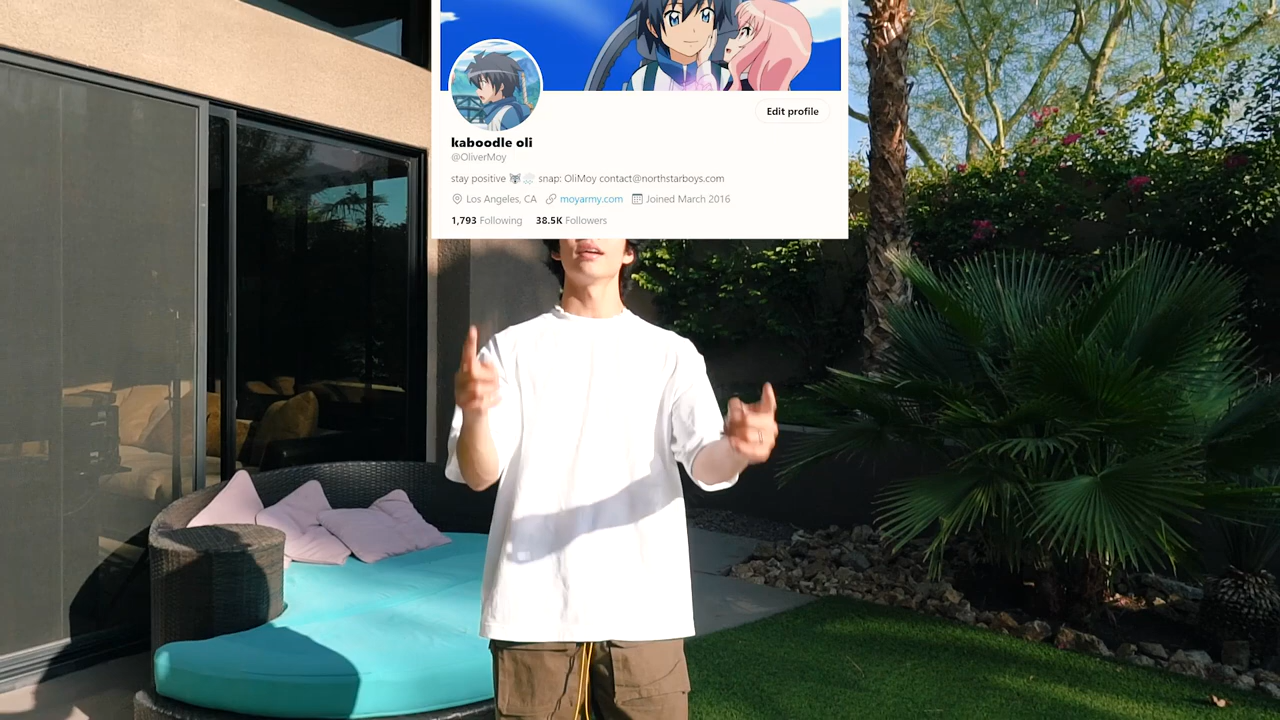 Edit profile
kaboodle oli
@OliverMoy
stay positive 🐺💨 snap: OliMoy contact@northstarboys.com
Los Angeles, CA moyarmy.com Joined March 2016
1,793 Following 38.5K Followers